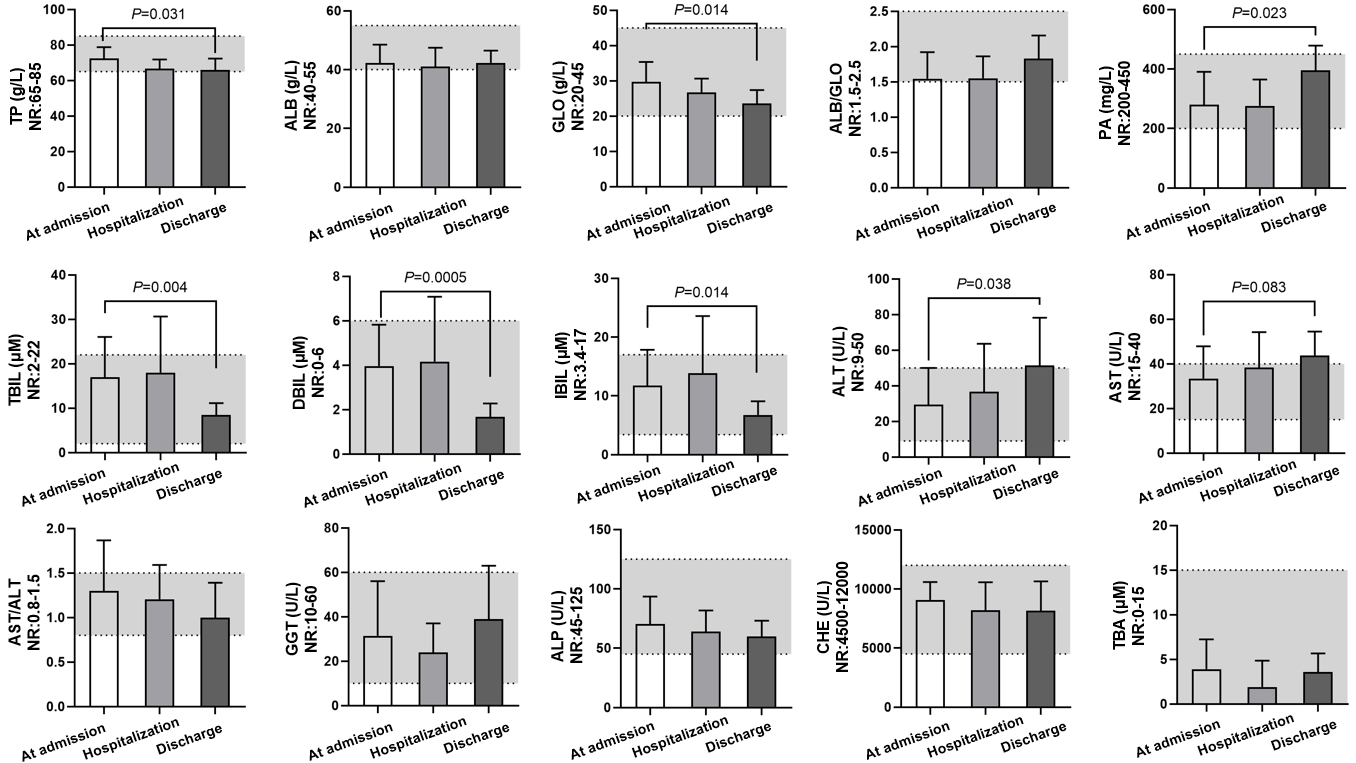 TP (g/L)
NR:65-85
100
80
60
40
20
0
P=0.031
At admission
Hospitalization
Discharge
ALB (g/L)
NR:40-55
60
40
20
0
At admission
Hospitalization
Discharge
GLO (g/L)
NR:20-45
50
40
30
20
10
0
P=0.014
At admission
Hospitalization
Discharge
ALB/GLO
NR:1.5-2.5
2.5
2.0
1.5
1.0
0.5
0.0
At admission
Hospitalization
Discharge
PA (mg/L)
NR:200-450
600
400
200
0
P=0.023
At admission
Hospitalization
Discharge
TBIL (μM)
NR:2-22
40
30
20
10
0
P=0.004
At admission
Hospitalization
Discharge
DBIL (μM)
NR:0-6
8
6
4
2
0
P=0.0005
At admission
Hospitalization
Discharge
IBIL (μM)
NR:3.4-17
30
20
10
0
P=0.014
At admission
Hospitalization
Discharge
ALT (U/L)
NR:9-50
100
80
60
40
20
0
P=0.038
At admission
Hospitalization
Discharge
AST (U/L)
NR:15-40
80
60
40
20
0
P=0.083
At admission
Hospitalization
Discharge
AST/ALT
NR:0.8-1.5
2.0
1.5
1.0
0.5
0.0
At admission
Hospitalization
Discharge
GGT (U/L)
NR:10-60
80
60
40
20
0
At admission
Hospitalization
Discharge
ALP (U/L)
NR:45-125
150
100
50
0
At admission
Hospitalization
Discharge
CHE (U/L)
NR:4500-12000
15000
10000
5000
0
At admission
Hospitalization
Discharge
TBA (μM)
NR:0-15
20
15
10
5
0
At admission
Hospitalization
Discharge